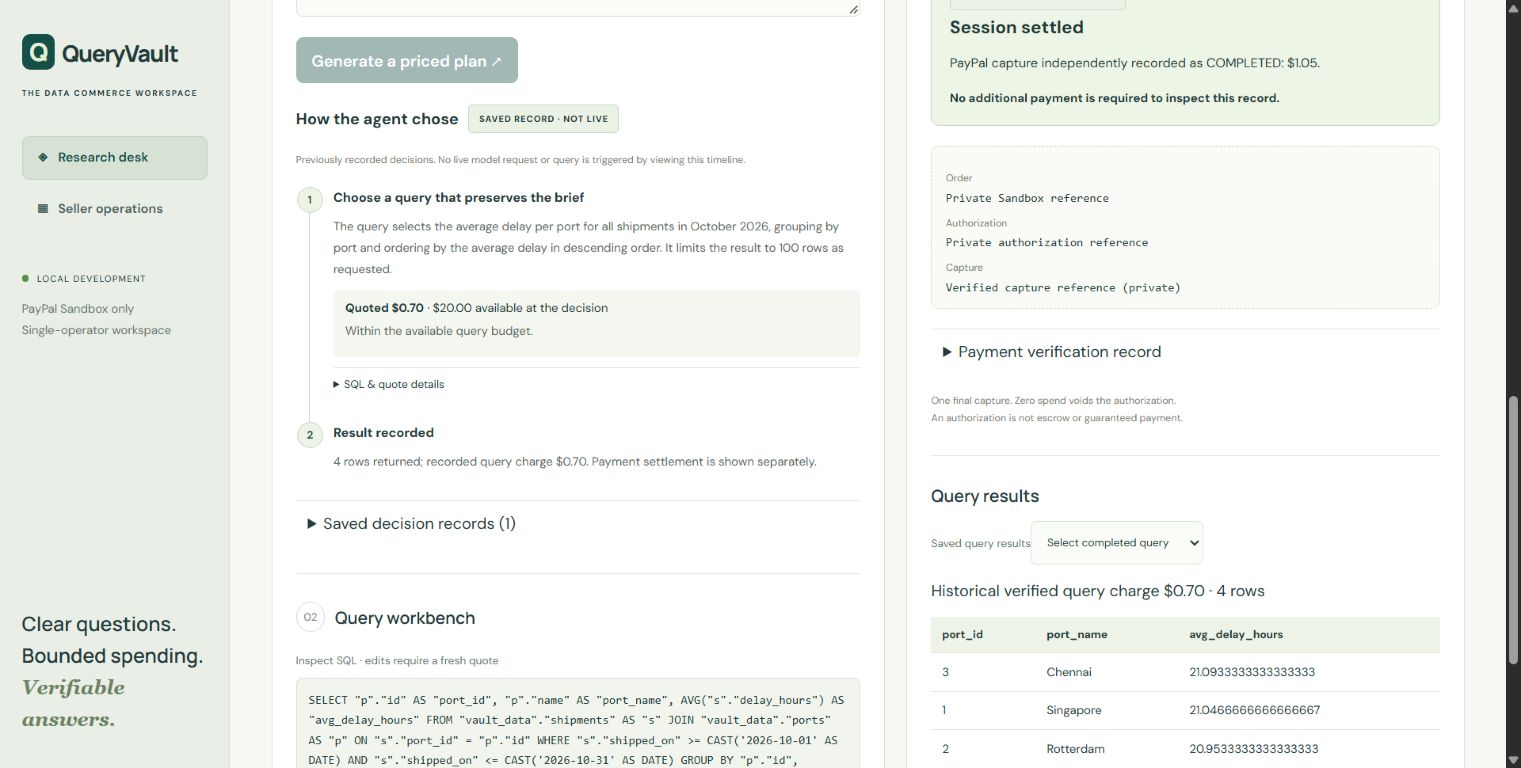 Q QueryVault
THE DATA COMMERCE WORKSPACE
Research desk
Seller operations
LOCAL DEVELOPMENT
PayPal Sandbox only
Single-operator workspace
Clear questions.
Bounded spending.
Verifiable
answers.
Generate a priced plan ↗
How the agent chose
SAVED RECORD · NOT LIVE
Previously recorded decisions. No live model request or query is triggered by viewing this timeline.
1
Choose a query that preserves the brief
The query selects the average delay per port for all shipments in October 2026, grouping by
port and ordering by the average delay in descending order. It limits the result to 100 rows as
requested.
Quoted $0.70 · $20.00 available at the decision
Within the available query budget.
▶ SQL & quote details
2
Result recorded
4 rows returned; recorded query charge $0.70. Payment settlement is shown separately.
▶ Saved decision records (1)
02
Query workbench
Inspect SQL · edits require a fresh quote
SELECT "p"."id" AS "port_id", "p"."name" AS "port_name", AVG("s"."delay_hours") AS
"avg_delay_hours" FROM "vault_data"."shipments" AS "s" JOIN "vault_data"."ports"
AS "p" ON "s"."port_id" = "p"."id" WHERE "s"."shipped_on" >= CAST('2026-10-01' AS
DATE) AND "s"."shipped_on" <= CAST('2026-10-31' AS DATE) GROUP BY "p"."id",
Session settled
PayPal capture independently recorded as COMPLETED: $1.05.
No additional payment is required to inspect this record.
Order
Private Sandbox reference
Authorization
Private authorization reference
Capture
Verified capture reference (private)
▶ Payment verification record
One final capture. Zero spend voids the authorization.
An authorization is not escrow or guaranteed payment.
Query results
Saved query results Select completed query
Historical verified query charge $0.70 · 4 rows
port_id port_name avg_delay_hours
3 Chennai 21.0933333333333333
1 Singapore 21.0466666666666667
2 Rotterdam 20.9533333333333333